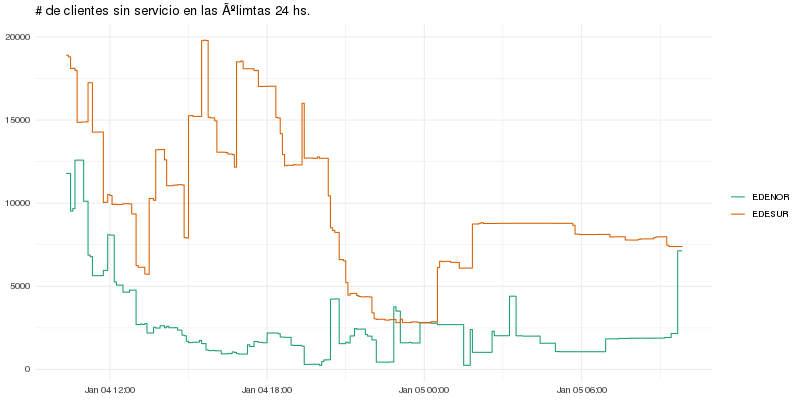 # de clientes sin servicio en las Ãºlimtas 24 hs.
20000
15000
10000
5000
0
Jan 04 12:00
Jan 04 18:00
Jan 05 00:00
Jan 05 06:00
EDENOR
EDESUR